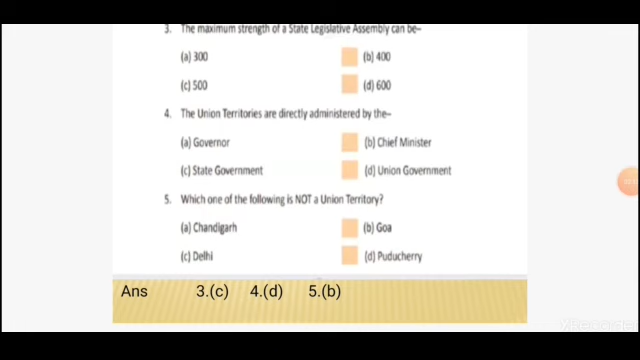 3. The maximum strength of a State Legislative Assembly can be–
(a) 300 (b) 400
(c) 500 (d) 600
4. The Union Territories are directly administered by the–
(a) Governor (b) Chief Minister
(c) State Government (d) Union Government
5. Which one of the following is NOT a Union Territory?
(a) Chandigarh (b) Goa
(c) Delhi (d) Puducherry
Ans 3.(c) 4.(d) 5.(b)